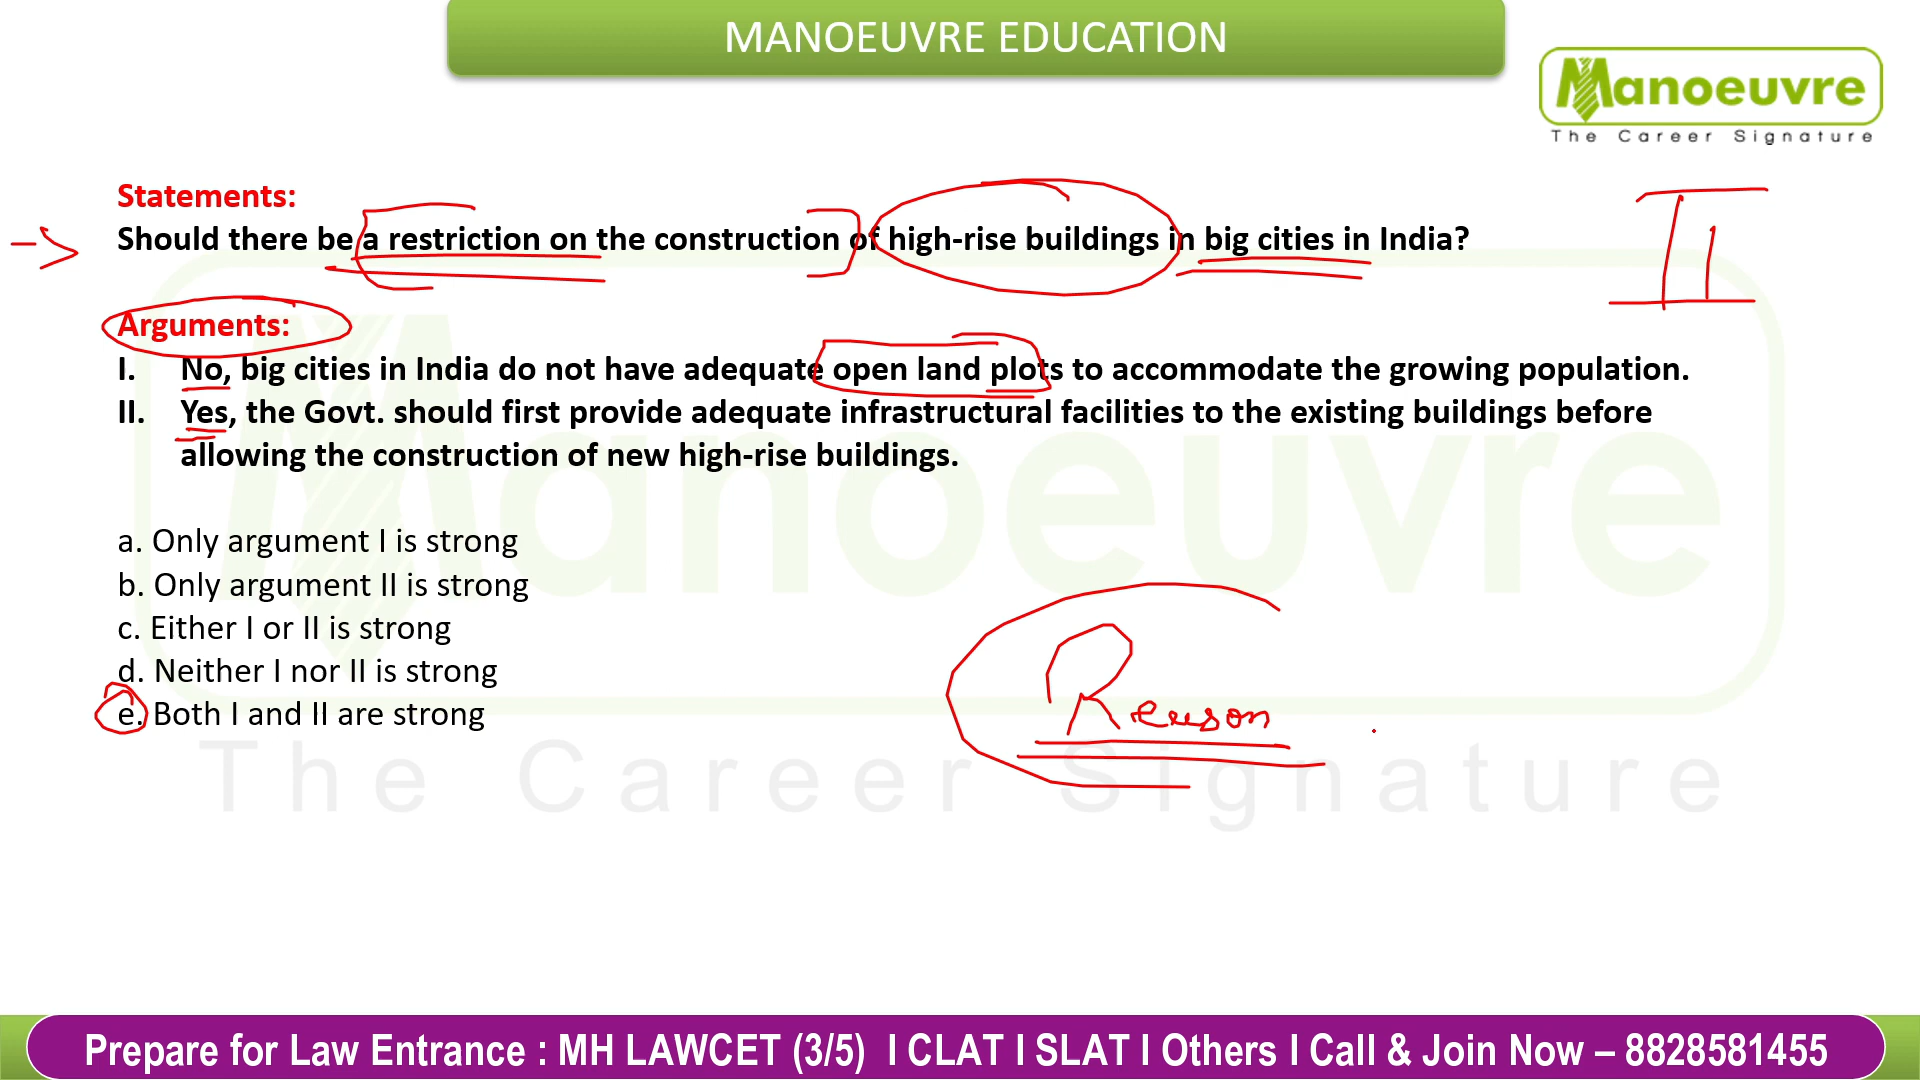 MANOEUVRE EDUCATION
Manoeuvre
The Career Signature
Statements:
Should there be a restriction on the construction of high-rise buildings in big cities in India?
II
Arguments:
I. No, big cities in India do not have adequate open land plots to accommodate the growing population.
II. Yes, the Govt. should first provide adequate infrastructural facilities to the existing buildings before
allowing the construction of new high-rise buildings.
a. Only argument I is strong
b. Only argument II is strong
c. Either I or II is strong
d. Neither I nor II is strong
e. Both I and II are strong
Reason
Manoeuvre
The Career Signature
Prepare for Law Entrance : MH LAWCET (3/5) I CLAT I SLAT I Others I Call & Join Now – 8828581455